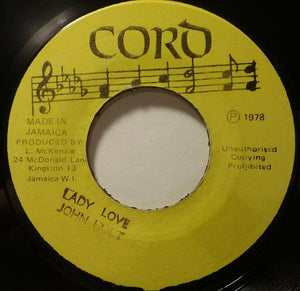 CORD
MADE IN
JAMAICA
PRODUCED BY:
L. McKENZIE
24 McDonald Lane
Kingston 13
Jamaica W.I.
Ⓟ 1978
Unauthorised
Copying
Prohibited
LADY LOVE
JOHN HOLT